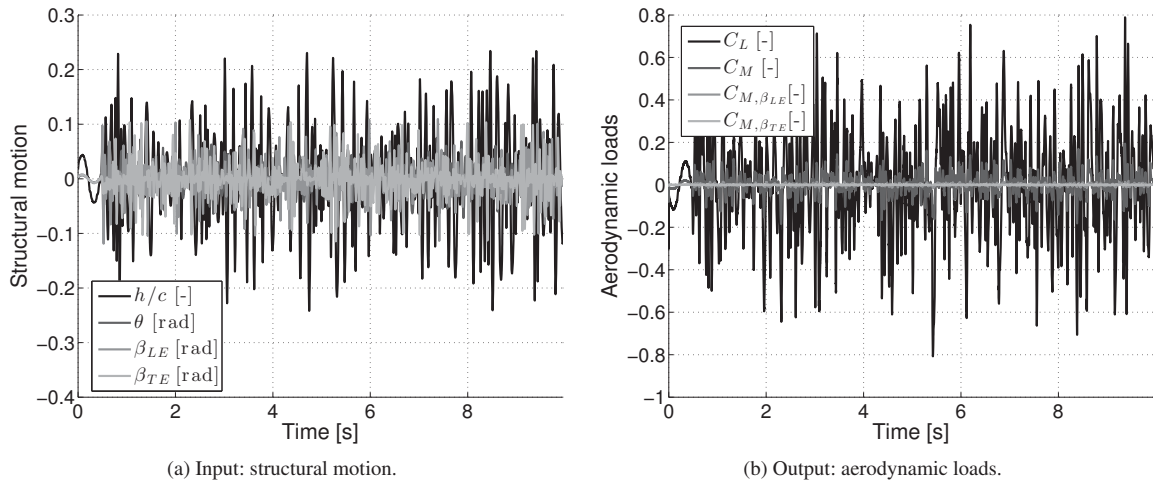 0.3
0.2
0.1
0
−0.1
−0.2
−0.3
−0.4
Structural motion
h/c [-]
θ [rad]
β_LE [rad]
β_TE [rad]
0 2 4 6 8
Time [s]
(a) Input: structural motion.
0.8
0.6
0.4
0.2
0
−0.2
−0.4
−0.6
−0.8
−1
Aerodynamic loads
C_L [-]
C_M [-]
C_{M,β_LE}[-]
C_{M,β_TE}[-]
0 2 4 6 8
Time [s]
(b) Output: aerodynamic loads.